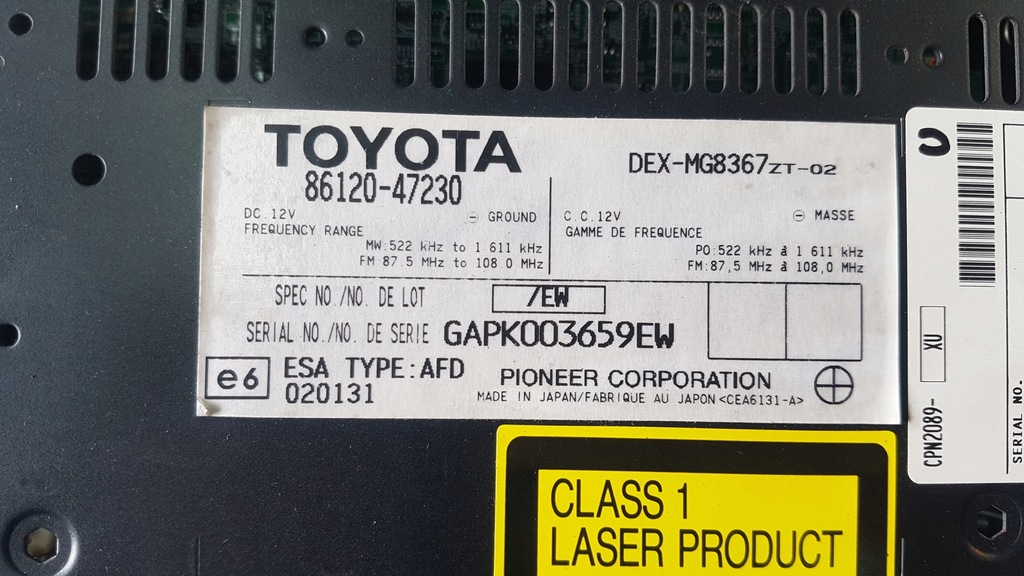 TOYOTA
86120-47230
DEX-MG8367ZT-02
DC.12V ⊖ GROUND
FREQUENCY RANGE
MW:522 kHz to 1 611 kHz
FM 87.5 MHz to 108.0 MHz
C.C.12V ⊖ MASSE
GAMME DE FREQUENCE
PO:522 kHz à 1 611 kHz
FM:87,5 MHz à 108,0 MHz
SPEC NO./NO. DE LOT /EW
SERIAL NO./NO. DE SERIE GAPK003659EW
e6 ESA TYPE:AFD
020131
PIONEER CORPORATION
MADE IN JAPAN/FABRIQUE AU JAPON <CEA6131-A>
CLASS 1
LASER PRODUCT
CPN2089- XU
SERIAL NO.